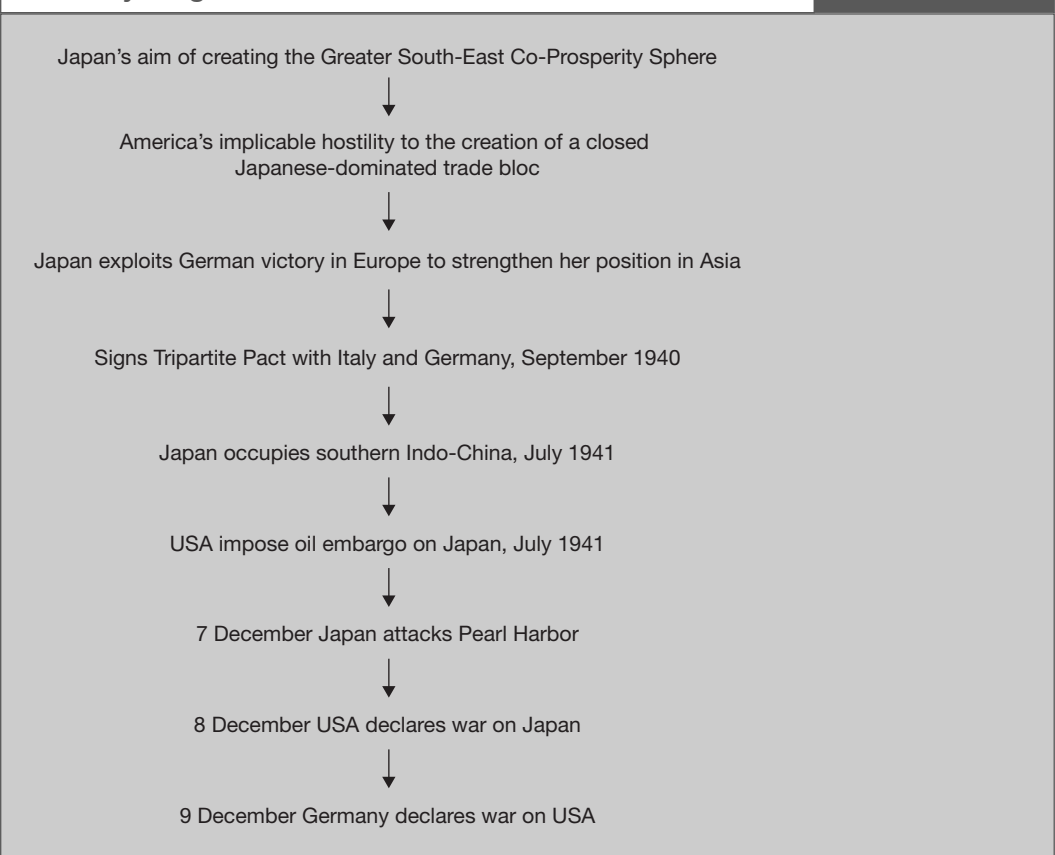 Japan's aim of creating the Greater South-East Co-Prosperity Sphere
America's implicable hostility to the creation of a closed
Japanese-dominated trade bloc
Japan exploits German victory in Europe to strengthen her position in Asia
Signs Tripartite Pact with Italy and Germany, September 1940
Japan occupies southern Indo-China, July 1941
USA impose oil embargo on Japan, July 1941
7 December Japan attacks Pearl Harbor
8 December USA declares war on Japan
9 December Germany declares war on USA